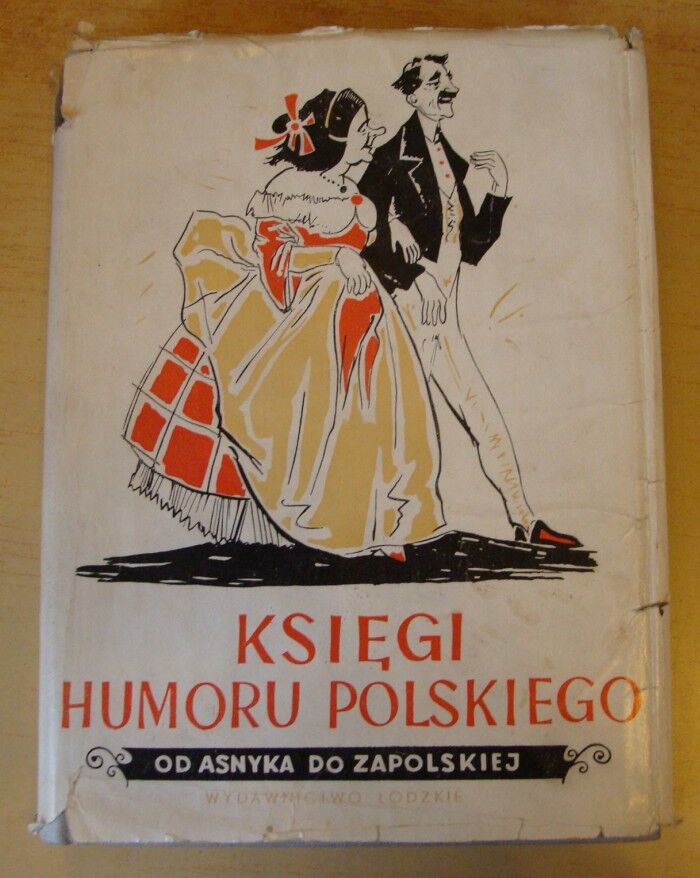 KSIĘGI
HUMORU POLSKIEGO
OD ASNYKA DO ZAPOLSKIEJ
WYDAWNICTWO ŁÓDZKIE